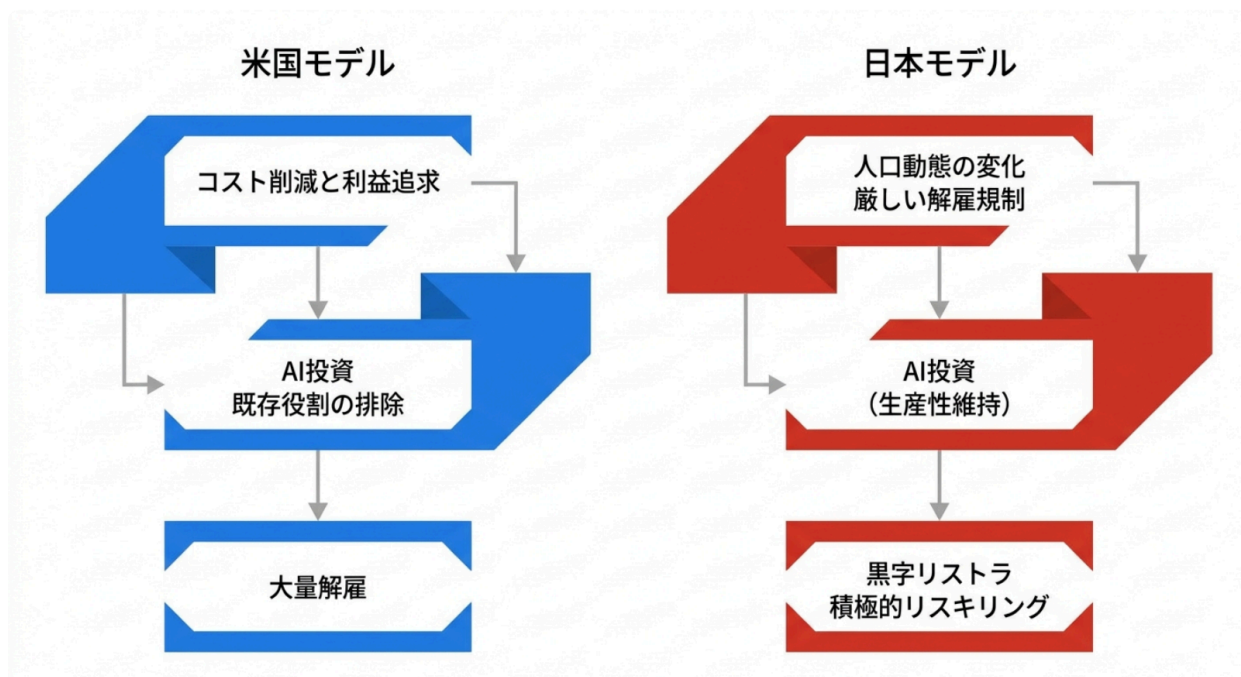 米国モデル
コスト削減と利益追求
AI投資
既存役割の排除
大量解雇
日本モデル
人口動態の変化
厳しい解雇規制
AI投資
（生産性維持）
黒字リストラ
積極的リスキリング